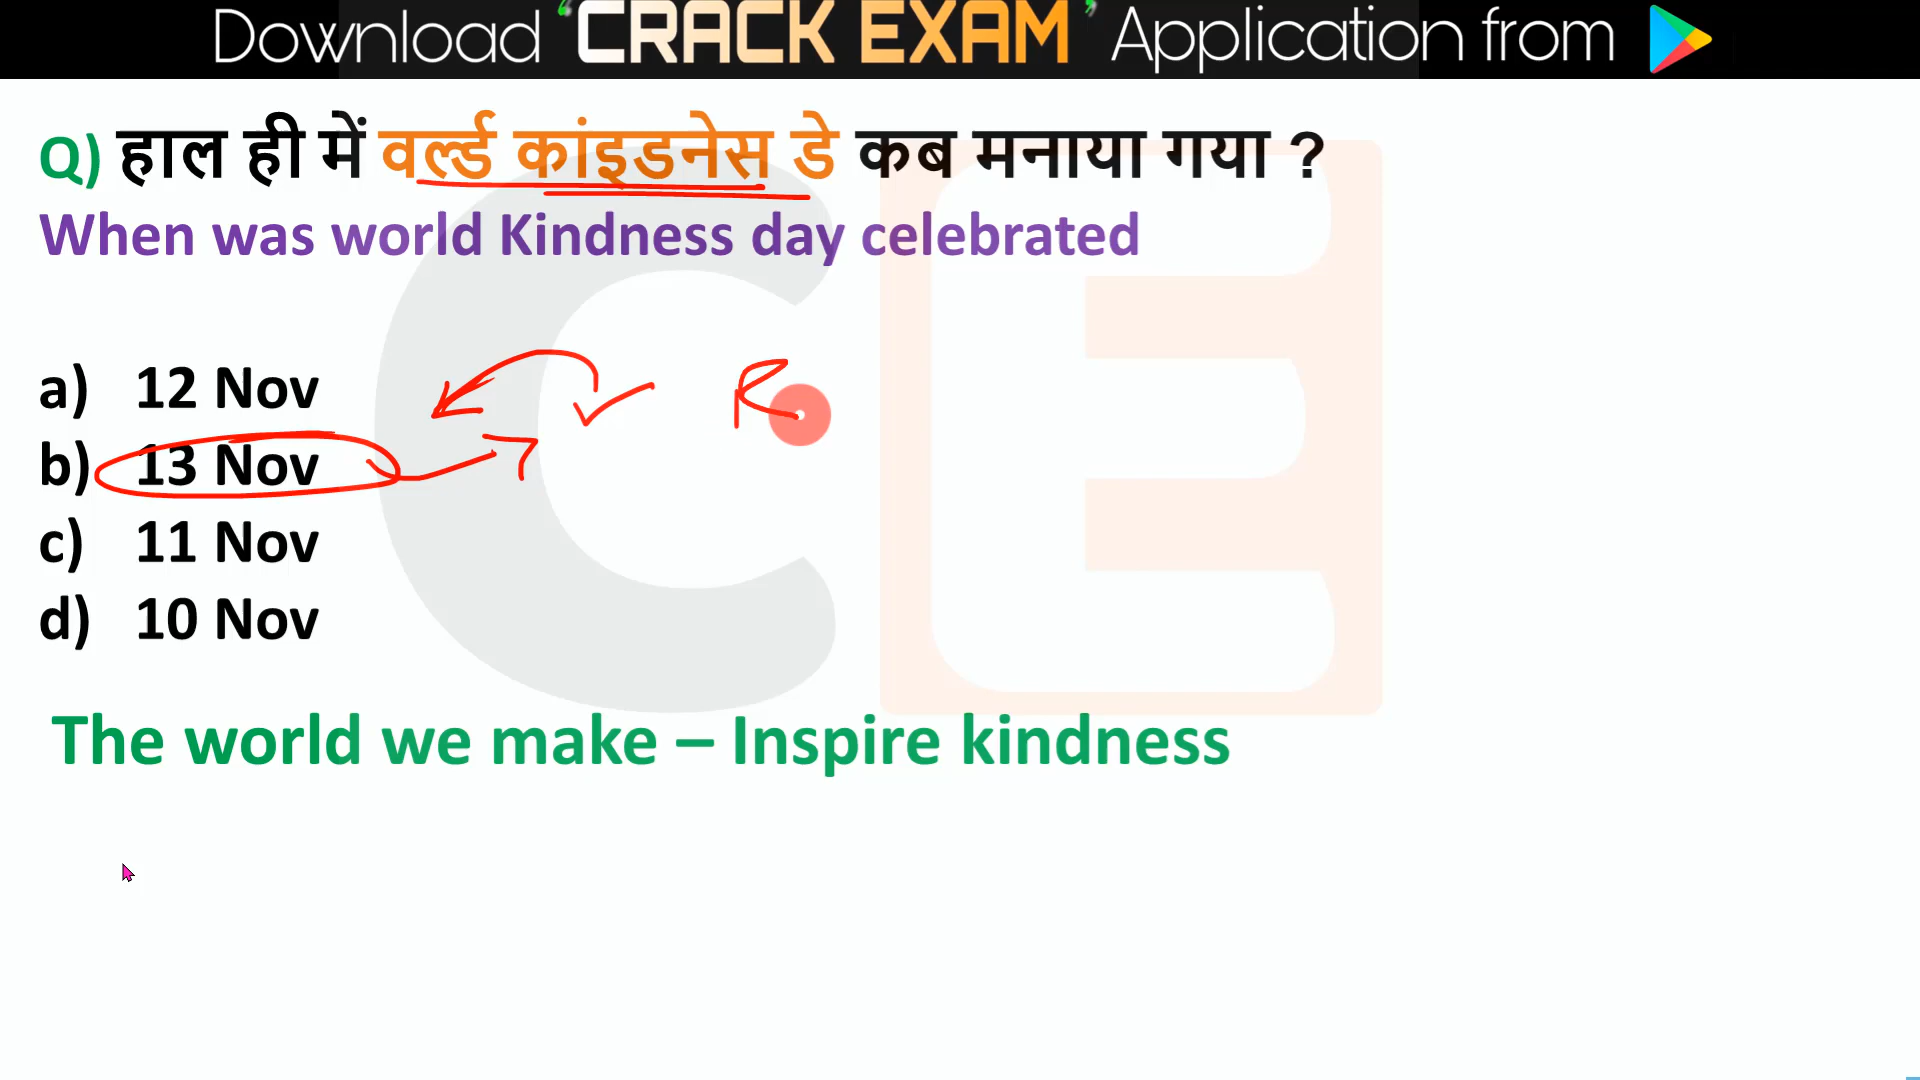 Download ‘CRACK EXAM’ Application from
Q) हाल ही में वर्ल्ड कांइडनेस डे कब मनाया गया ?
When was world Kindness day celebrated
a) 12 Nov
b) 13 Nov
c) 11 Nov
d) 10 Nov
The world we make – Inspire kindness